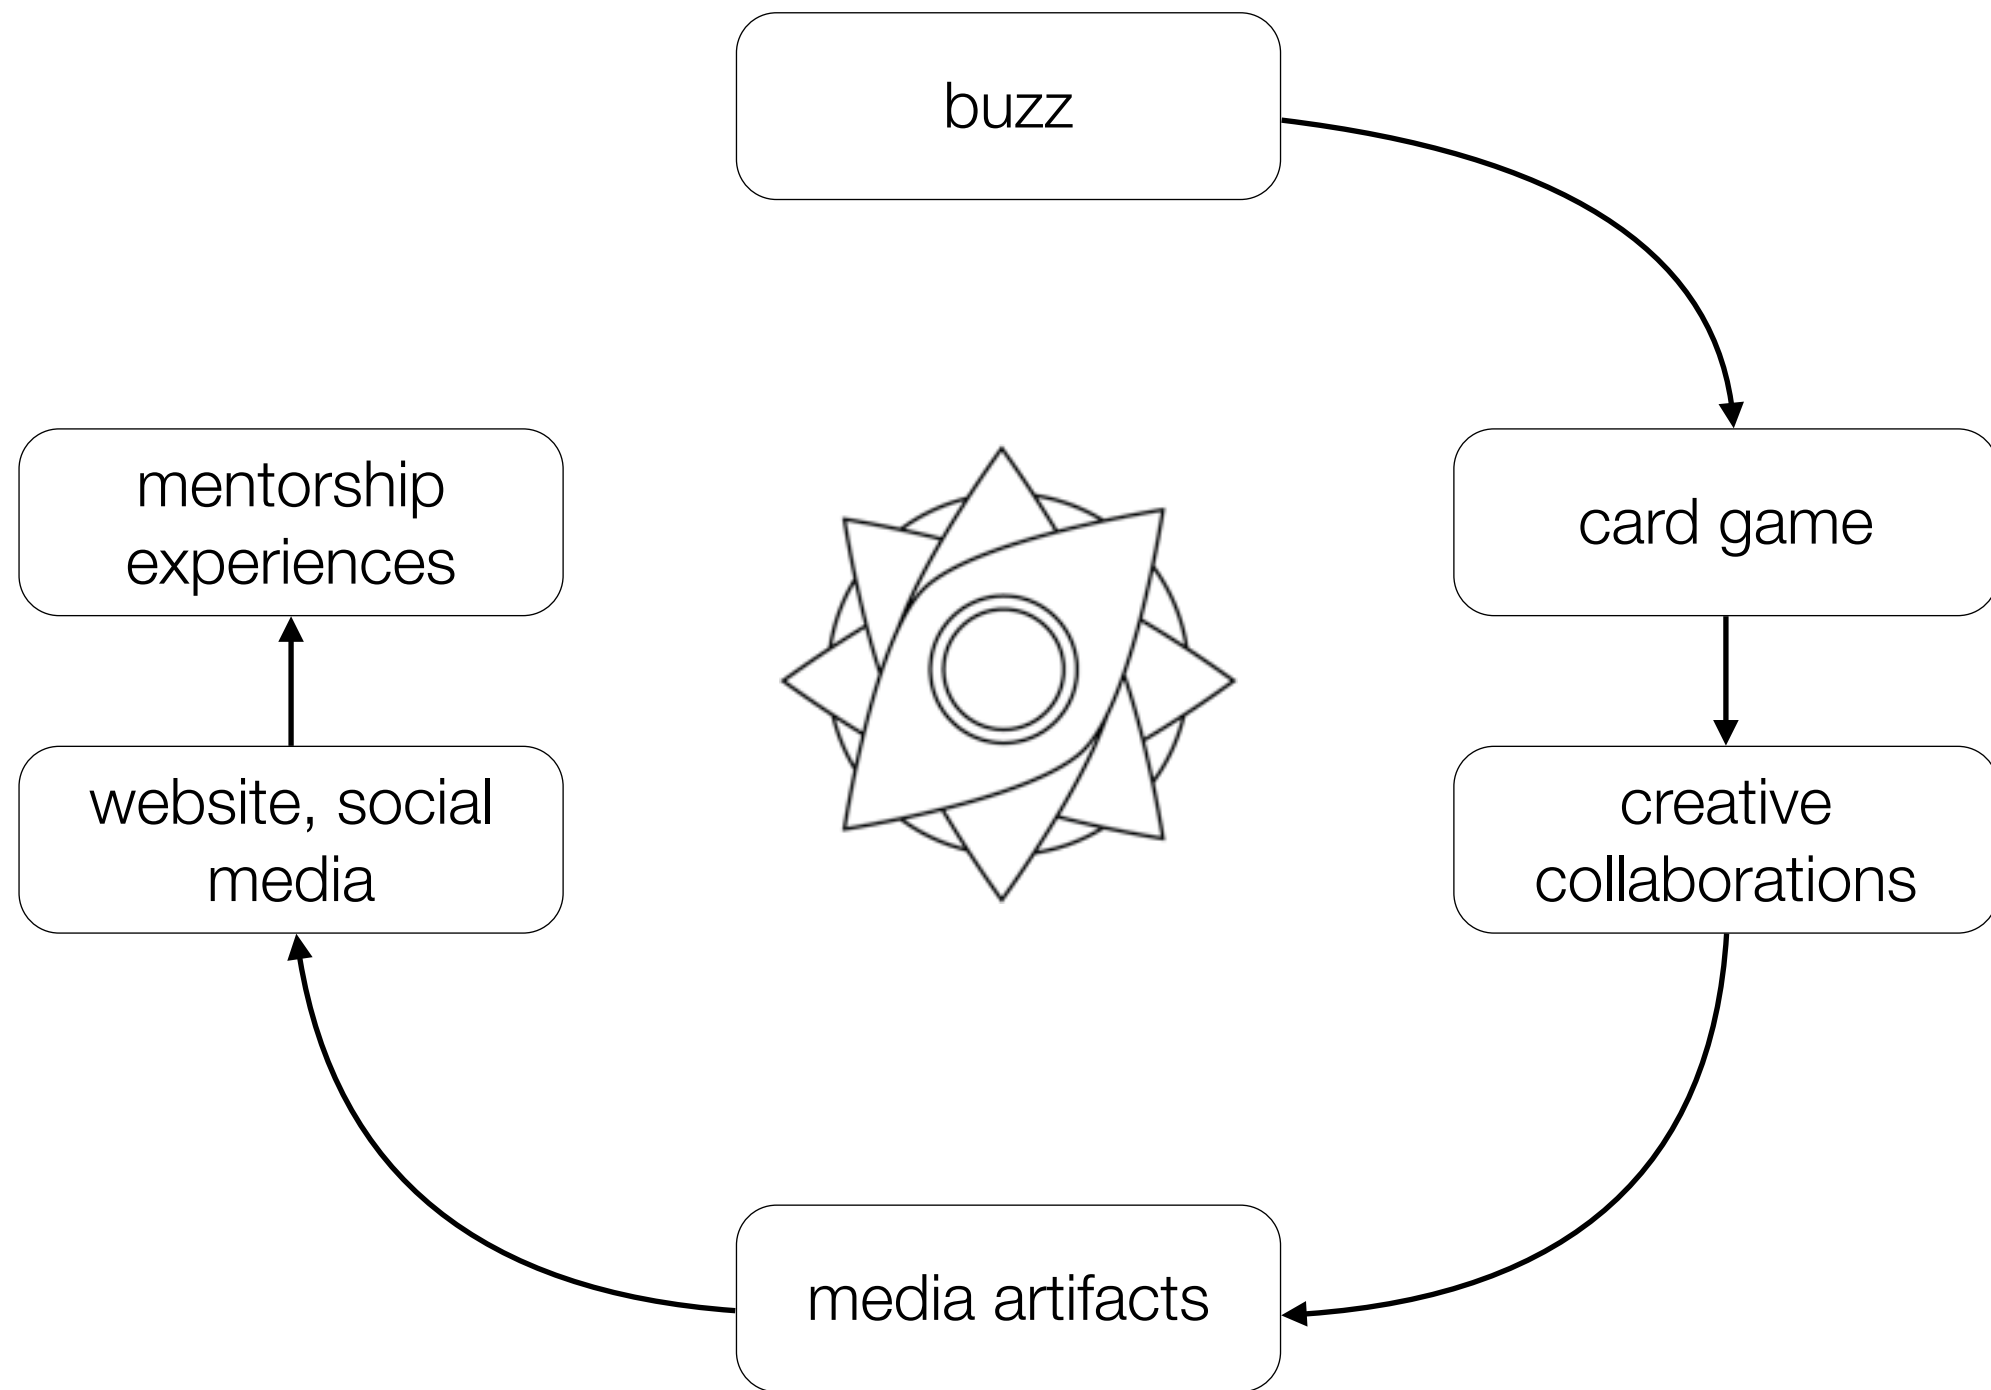 buzz
card game
creative
collaborations
media artifacts
website, social
media
mentorship
experiences